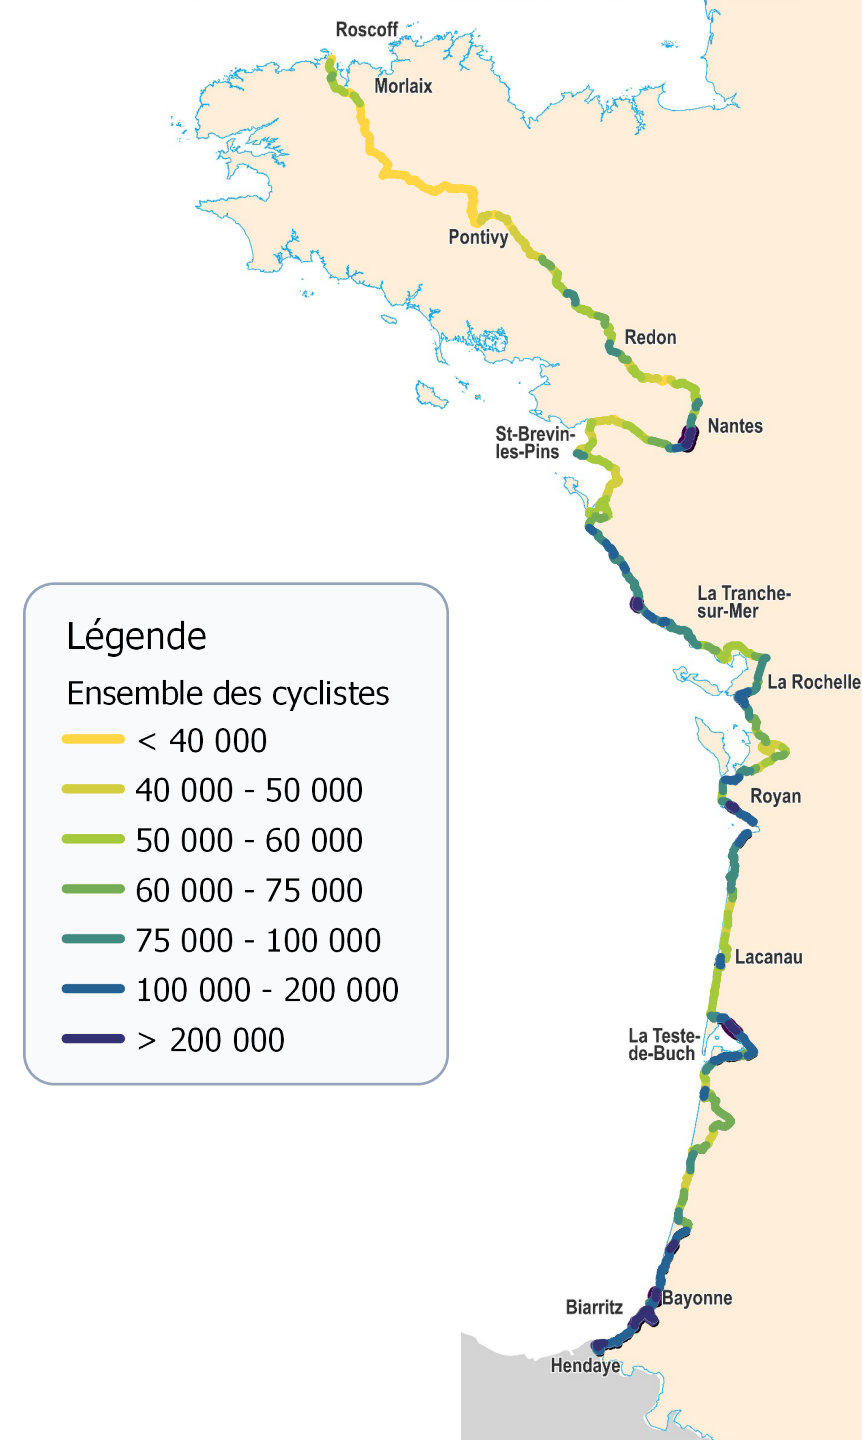 Roscoff
Morlaix
Pontivy
Redon
Nantes
St-Brevin-
les-Pins
La Tranche-
sur-Mer
La Rochelle
Royan
Lacanau
La Teste-
de-Buch
Bayonne
Biarritz
Hendaye
Légende
Ensemble des cyclistes
< 40 000
40 000 - 50 000
50 000 - 60 000
60 000 - 75 000
75 000 - 100 000
100 000 - 200 000
> 200 000